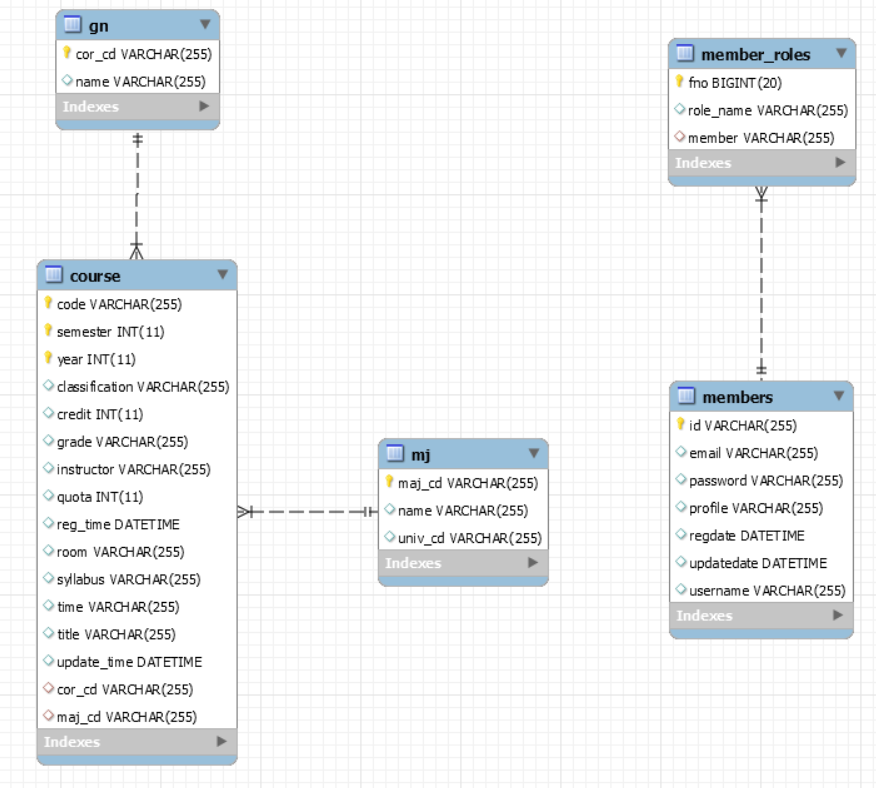 gn
cor_cd VARCHAR(255)
name VARCHAR(255)
Indexes
member_roles
fno BIGINT(20)
role_name VARCHAR(255)
member VARCHAR(255)
Indexes
course
code VARCHAR(255)
semester INT(11)
year INT(11)
classification VARCHAR(255)
credit INT(11)
grade VARCHAR(255)
instructor VARCHAR(255)
quota INT(11)
reg_time DATETIME
room VARCHAR(255)
syllabus VARCHAR(255)
time VARCHAR(255)
title VARCHAR(255)
update_time DATETIME
cor_cd VARCHAR(255)
maj_cd VARCHAR(255)
Indexes
mj
maj_cd VARCHAR(255)
name VARCHAR(255)
univ_cd VARCHAR(255)
Indexes
members
id VARCHAR(255)
email VARCHAR(255)
password VARCHAR(255)
profile VARCHAR(255)
regdate DATETIME
updatedate DATETIME
username VARCHAR(255)
Indexes